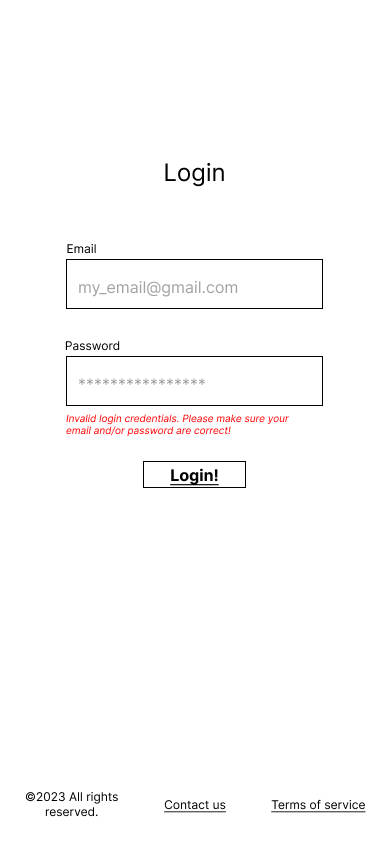 Login
Email
my_email@gmail.com
Password
****************
Invalid login credentials. Please make sure your
email and/or password are correct!
Login!
©2023 All rights
reserved.
Contact us
Terms of service